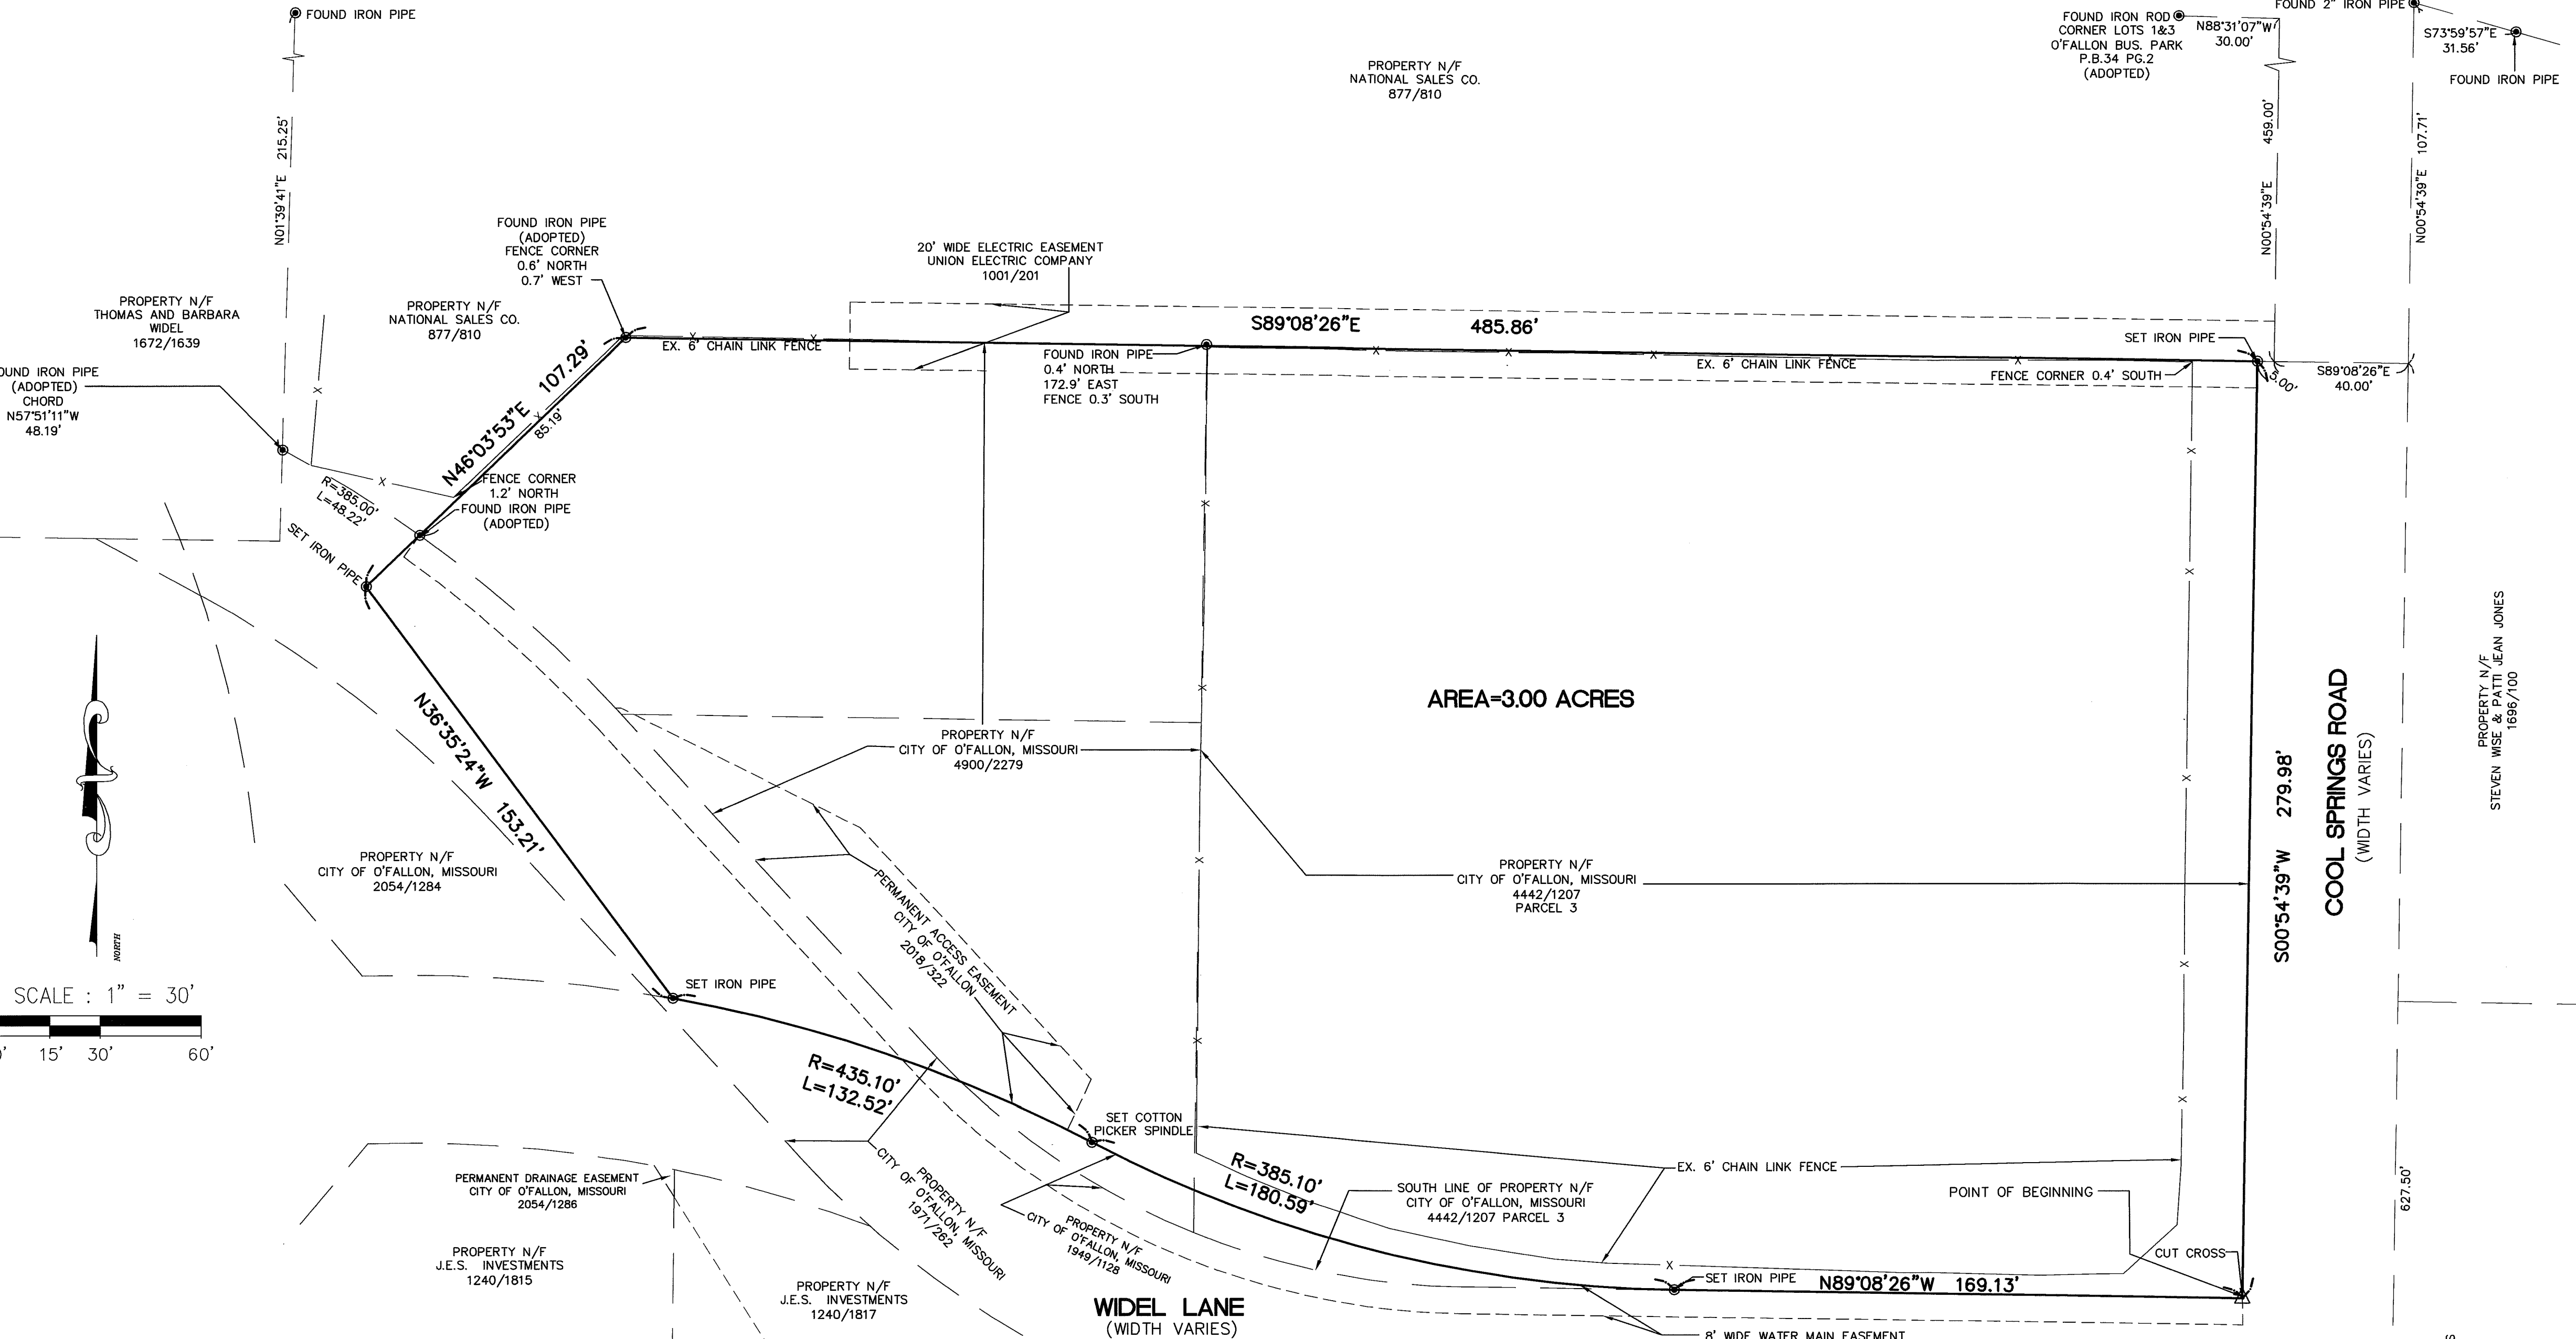 FOUND IRON PIPE
FOUND IRON ROD
CORNER LOTS 1&3
O'FALLON BUS. PARK
P.B.34 PG.2
(ADOPTED)
N88°31'07"W
30.00'
FOUND 2" IRON PIPE
S73°59'57"E
31.56'
FOUND IRON PIPE
PROPERTY N/F
NATIONAL SALES CO.
877/810
N01°39'41"E 215.25'
N00°54'39"E 459.00'
N00°54'39"E 107.71'
FOUND IRON PIPE
(ADOPTED)
FENCE CORNER
0.6' NORTH
0.7' WEST
20' WIDE ELECTRIC EASEMENT
UNION ELECTRIC COMPANY
1001/201
PROPERTY N/F
THOMAS AND BARBARA
WIDEL
1672/1639
PROPERTY N/F
NATIONAL SALES CO.
877/810
S89°08'26"E 485.86'
EX. 6' CHAIN LINK FENCE
FOUND IRON PIPE
0.4' NORTH
172.9' EAST
FENCE 0.3' SOUTH
EX. 6' CHAIN LINK FENCE
SET IRON PIPE
FENCE CORNER 0.4' SOUTH
5.00'
S89°08'26"E
40.00'
OUND IRON PIPE
(ADOPTED)
CHORD
N57°51'11"W
48.19'
N46°03'53"E 107.29'
85.19'
FENCE CORNER
1.2' NORTH
FOUND IRON PIPE
(ADOPTED)
R=385.00'
L=48.22'
SET IRON PIPE
N36°35'24"W 153.21'
AREA=3.00 ACRES
PROPERTY N/F
CITY OF O'FALLON, MISSOURI
4900/2279
PROPERTY N/F
CITY OF O'FALLON, MISSOURI
4442/1207
PARCEL 3
S00°54'39"W 279.98'
COOL SPRINGS ROAD
(WIDTH VARIES)
PROPERTY N/F
STEVEN WISE & PATTI JEAN JONES
1696/100
PROPERTY N/F
CITY OF O'FALLON, MISSOURI
2054/1284
PERMANENT ACCESS EASEMENT
CITY OF O'FALLON
2018/322
NORTH
SCALE : 1" = 30'
0' 15' 30' 60'
SET IRON PIPE
R=435.10'
L=132.52'
SET COTTON
PICKER SPINDLE
R=385.10'
L=180.59'
EX. 6' CHAIN LINK FENCE
SOUTH LINE OF PROPERTY N/F
CITY OF O'FALLON, MISSOURI
4442/1207 PARCEL 3
POINT OF BEGINNING
CUT CROSS
627.50'
PERMANENT DRAINAGE EASEMENT
CITY OF O'FALLON, MISSOURI
2054/1286
PROPERTY N/F
CITY OF O'FALLON, MISSOURI
1971/262
PROPERTY N/F
CITY OF O'FALLON, MISSOURI
1949/1128
PROPERTY N/F
J.E.S. INVESTMENTS
1240/1815
PROPERTY N/F
J.E.S. INVESTMENTS
1240/1817
SET IRON PIPE
N89°08'26"W 169.13'
WIDEL LANE
(WIDTH VARIES)
8' WIDE WATER MAIN EASEMENT